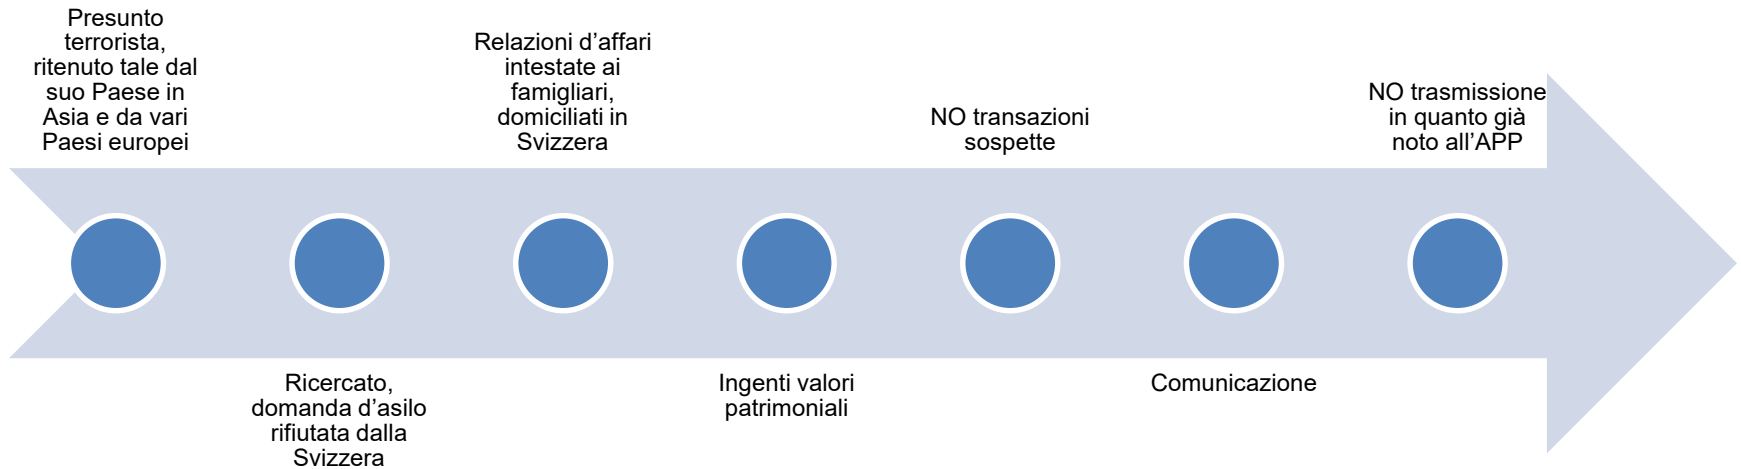 Presunto
terrorista,
ritenuto tale dal
suo Paese in
Asia e da vari
Paesi europei
Ricercato,
domanda d’asilo
rifiutata dalla
Svizzera
Relazioni d’affari
intestate ai
famigliari,
domiciliati in
Svizzera
Ingenti valori
patrimoniali
NO transazioni
sospette
Comunicazione
NO trasmissione
in quanto già
noto all’APP